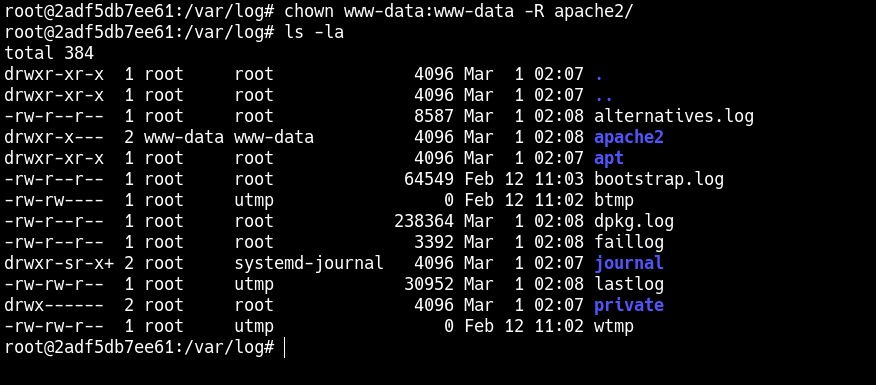 root@2adf5db7ee61:/var/log# chown www-data:www-data -R apache2/
root@2adf5db7ee61:/var/log# ls -la
total 384
drwxr-xr-x  1 root     root              4096 Mar  1 02:07 .
drwxr-xr-x  1 root     root              4096 Mar  1 02:07 ..
-rw-r--r--  1 root     root              8587 Mar  1 02:08 alternatives.log
drwxr-x---  2 www-data www-data          4096 Mar  1 02:08 apache2
drwxr-xr-x  1 root     root              4096 Mar  1 02:07 apt
-rw-r--r--  1 root     root             64549 Feb 12 11:03 bootstrap.log
-rw-rw----  1 root     utmp                 0 Feb 12 11:02 btmp
-rw-r--r--  1 root     root            238364 Mar  1 02:08 dpkg.log
-rw-r--r--  1 root     root              3392 Mar  1 02:08 faillog
drwxr-sr-x+ 2 root     systemd-journal   4096 Mar  1 02:07 journal
-rw-rw-r--  1 root     utmp             30952 Mar  1 02:08 lastlog
drwx------  2 root     root              4096 Mar  1 02:07 private
-rw-rw-r--  1 root     utmp                 0 Feb 12 11:02 wtmp
root@2adf5db7ee61:/var/log#